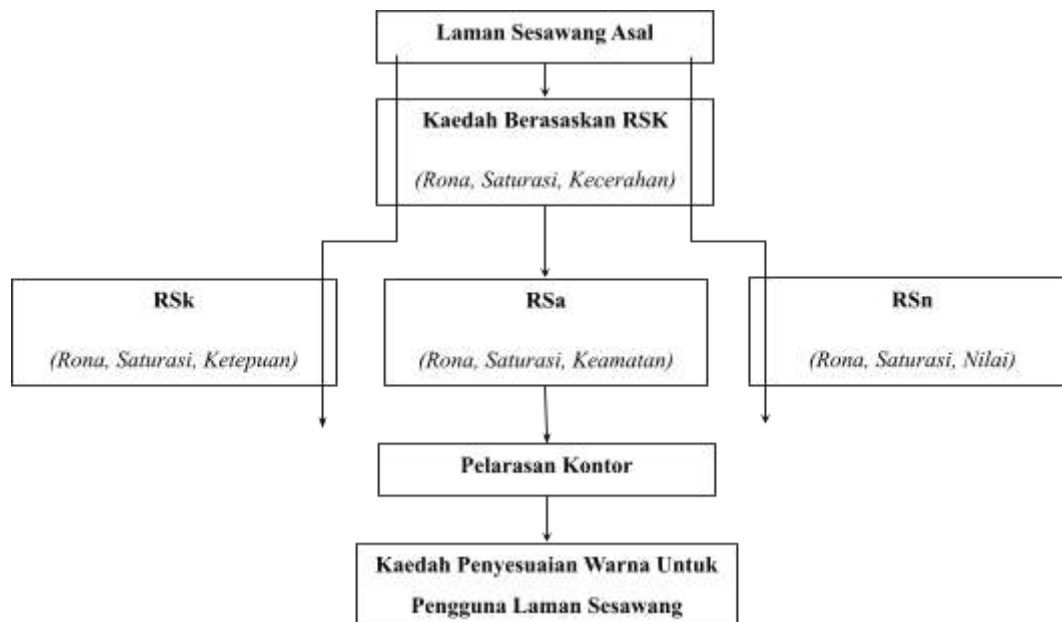 Laman Sesawang Asal
Kaedah Berasaskan RSK
(Rona, Saturasi, Kecerahan)
RSk
(Rona, Saturasi, Ketepuan)
RSa
(Rona, Saturasi, Keamatan)
RSn
(Rona, Saturasi, Nilai)
Pelarasan Kontor
Kaedah Penyesuaian Warna Untuk
Pengguna Laman Sesawang